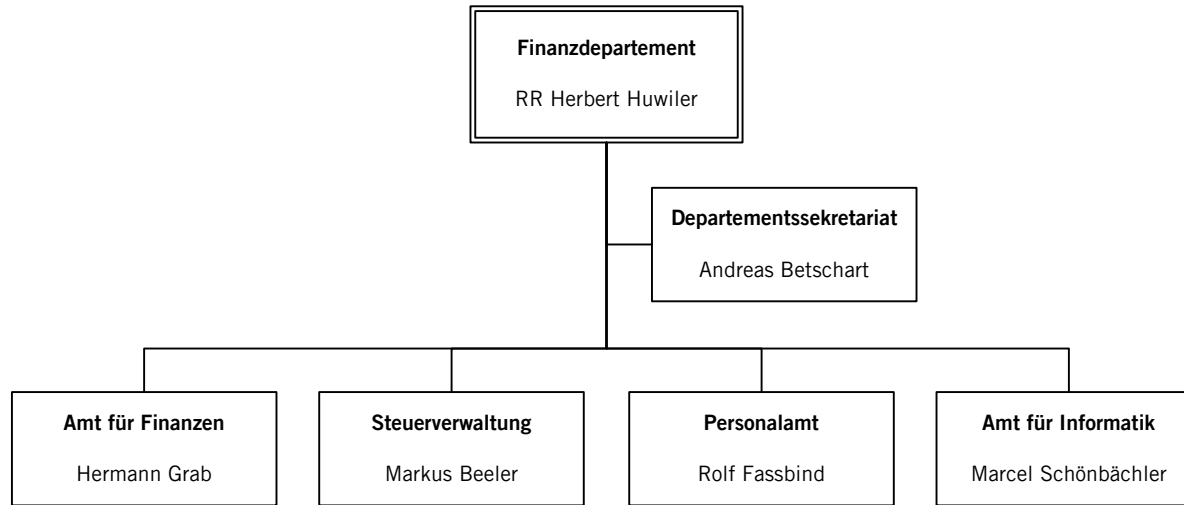 Finanzdepartement
RR Herbert Huwiler
Departementssekretariat
Andreas Betschart
Amt für Finanzen
Hermann Grab
Steuerverwaltung
Markus Beeler
Personalamt
Rolf Fassbind
Amt für Informatik
Marcel Schönbächler